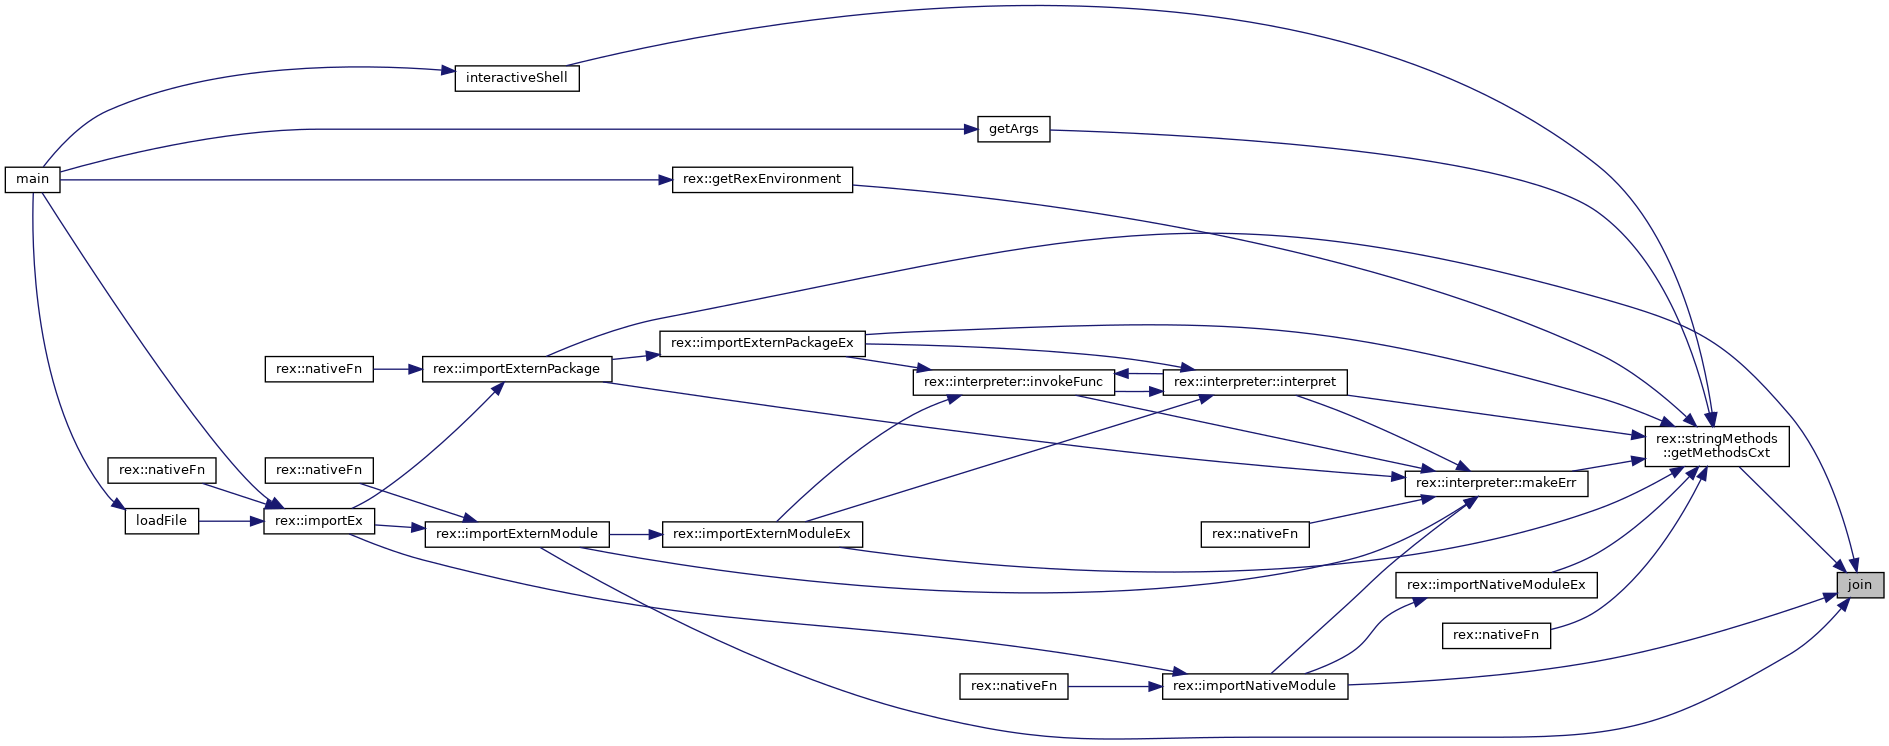 interactiveShell
getArgs
main
rex::getRexEnvironment
rex::importExternPackageEx
rex::nativeFn
rex::importExternPackage
rex::interpreter::invokeFunc
rex::interpreter::interpret
rex::stringMethods
::getMethodsCxt
rex::nativeFn
rex::nativeFn
rex::interpreter::makeErr
loadFile
rex::importEx
rex::importExternModule
rex::importExternModuleEx
rex::nativeFn
rex::importNativeModuleEx
join
rex::nativeFn
rex::nativeFn
rex::importNativeModule